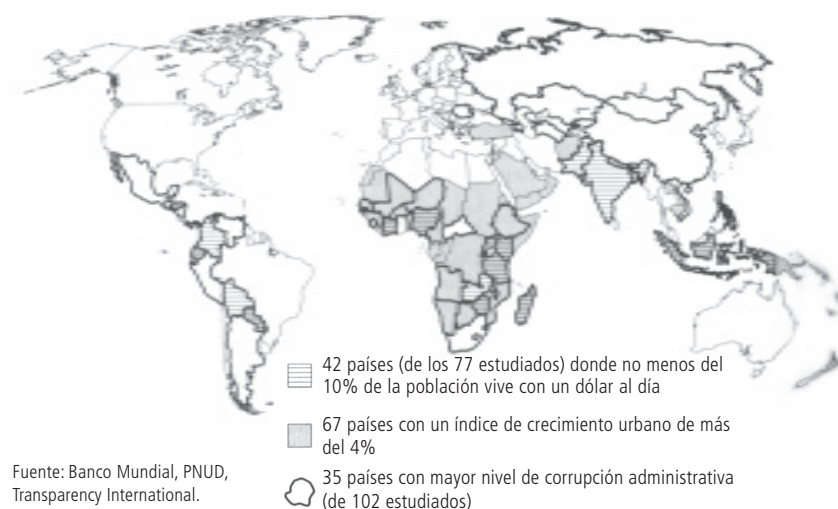 42 países (de los 77 estudiados) donde no menos del
10% de la población vive con un dólar al día
67 países con un índice de crecimiento urbano de más
del 4%
35 países con mayor nivel de corrupción administrativa
(de 102 estudiados)
Fuente: Banco Mundial, PNUD,
Transparency International.